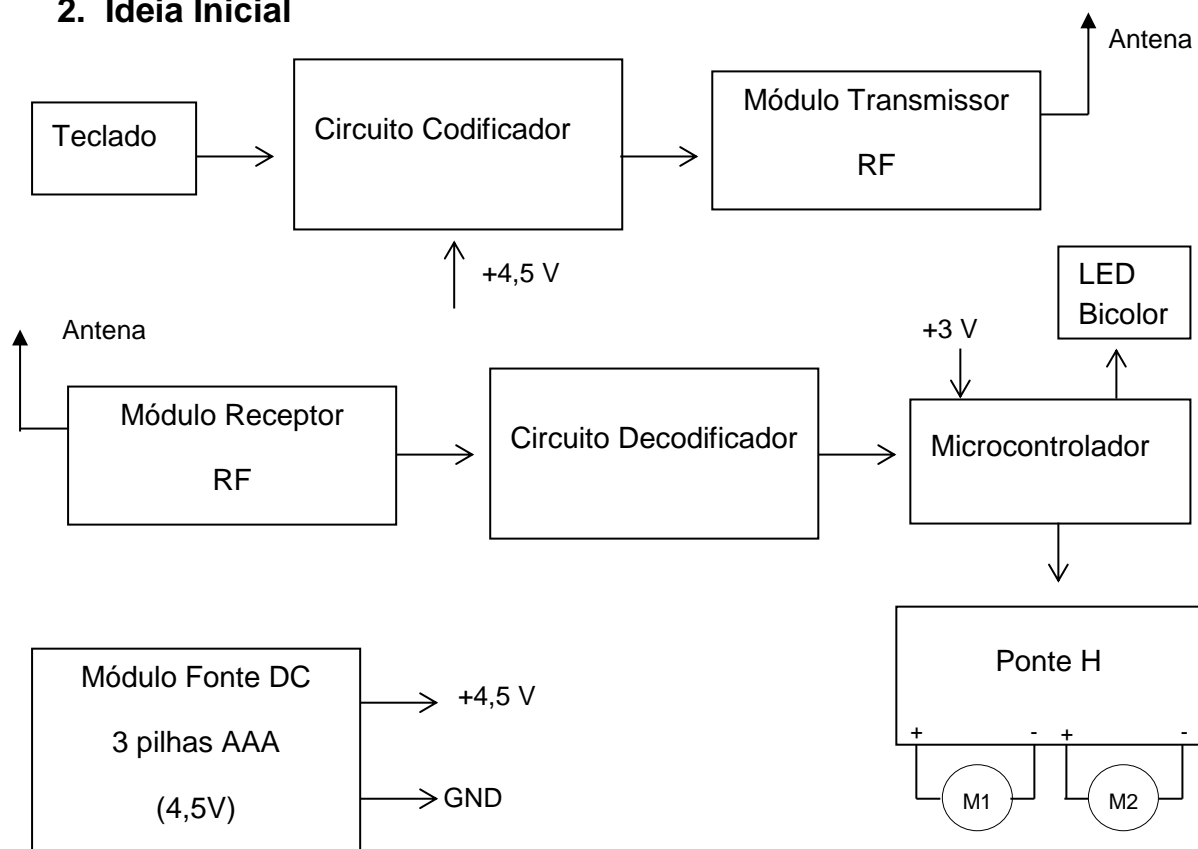 2. Ideia Inicial
Antena
Teclado
Circuito Codificador
Módulo Transmissor
RF
+4,5 V
LED
Bicolor
Antena
+3 V
Módulo Receptor
RF
Circuito Decodificador
Microcontrolador
Módulo Fonte DC
3 pilhas AAA
(4,5V)
+4,5 V
GND
Ponte H
+ - + -
M1 M2